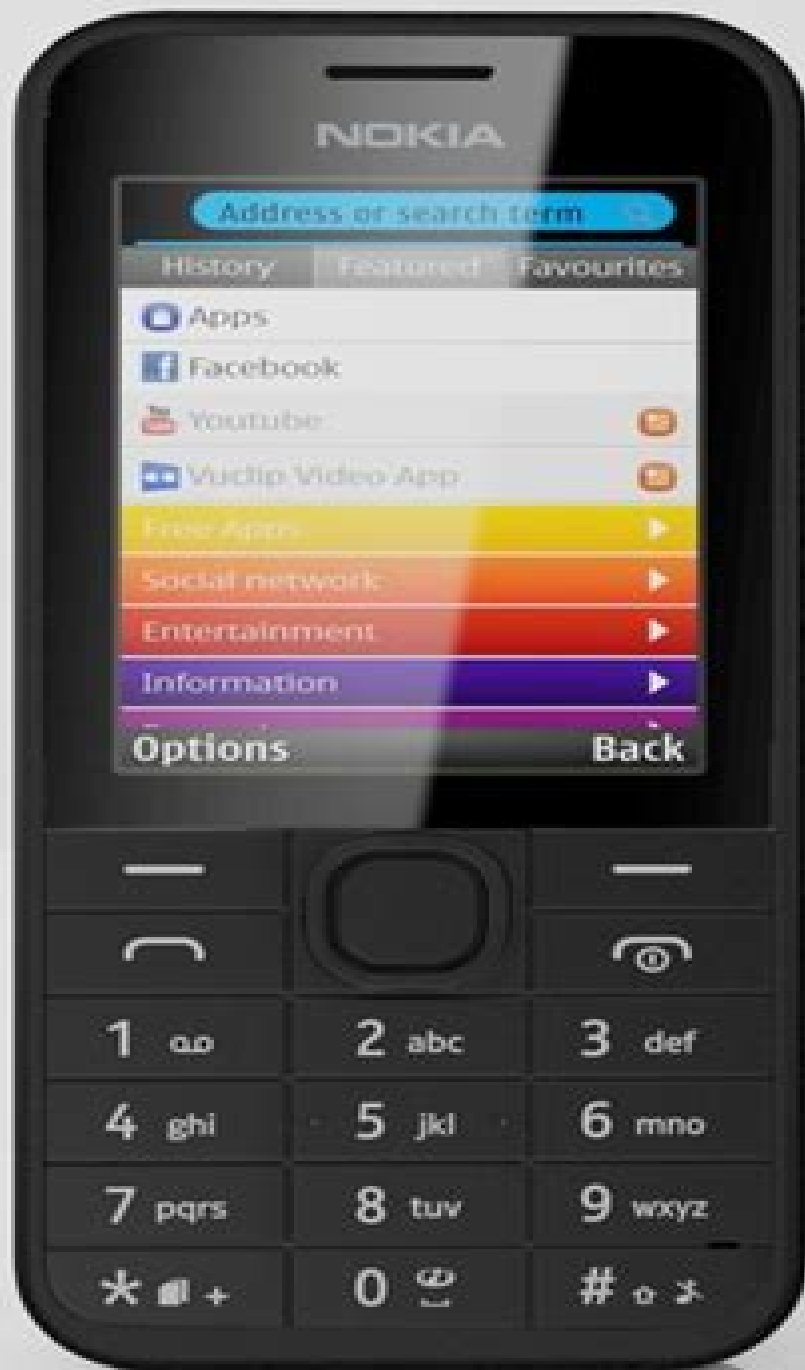 NOKIA
Address or search term
History Featured Favourites
Apps
Facebook
Youtube
Vuclip Video App
Free Apps
Social network
Entertainment
Information
Options Back
1
2 abc 3 def
4 ghi 5 jkl 6 mno
7 pqrs 8 tuv 9 wxyz
* + 0 #